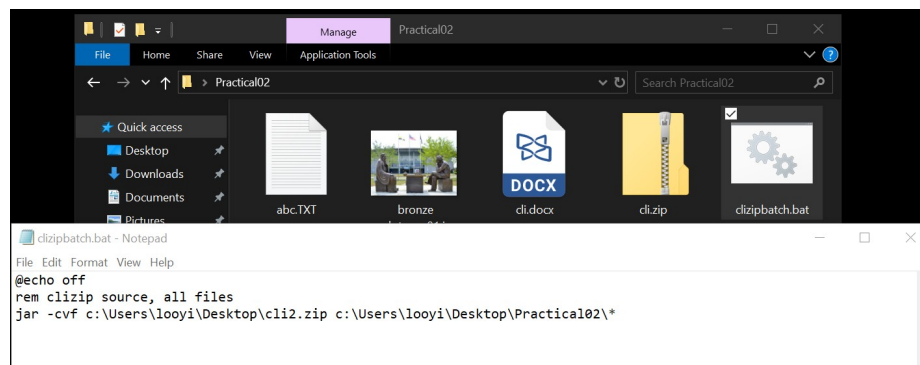 Manage
Practical02
File Home Share View Application Tools
Practical02
Search Practical02
Quick access
Desktop
Downloads
Documents
Pictures
DOCX
abc.TXT bronze cli.docx cli.zip clizipbatch.bat
clizipbatch.bat - Notepad
File Edit Format View Help
@echo off
rem clizip source, all files
jar -cvf c:\Users\looyi\Desktop\cli2.zip c:\Users\looyi\Desktop\Practical02\*